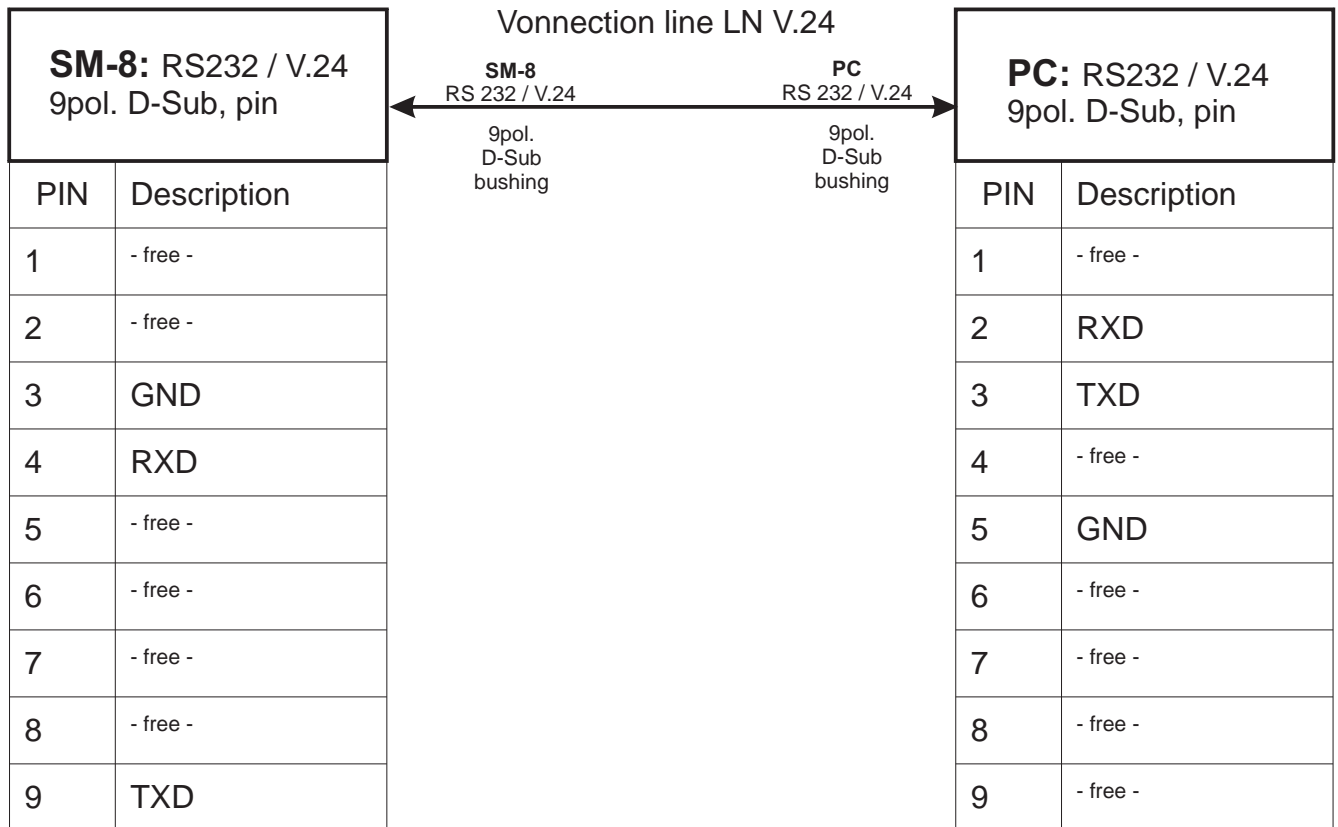 Vonnection line LN V.24
SM-8: RS232 / V.24
9pol. D-Sub, pin
SM-8
RS 232 / V.24
9pol.
D-Sub
bushing
PC
RS 232 / V.24
9pol.
D-Sub
bushing
PC: RS232 / V.24
9pol. D-Sub, pin
PIN Description
1 - free -
2 - free -
3 GND
4 RXD
5 - free -
6 - free -
7 - free -
8 - free -
9 TXD
PIN Description
1 - free -
2 RXD
3 TXD
4 - free -
5 GND
6 - free -
7 - free -
8 - free -
9 - free -